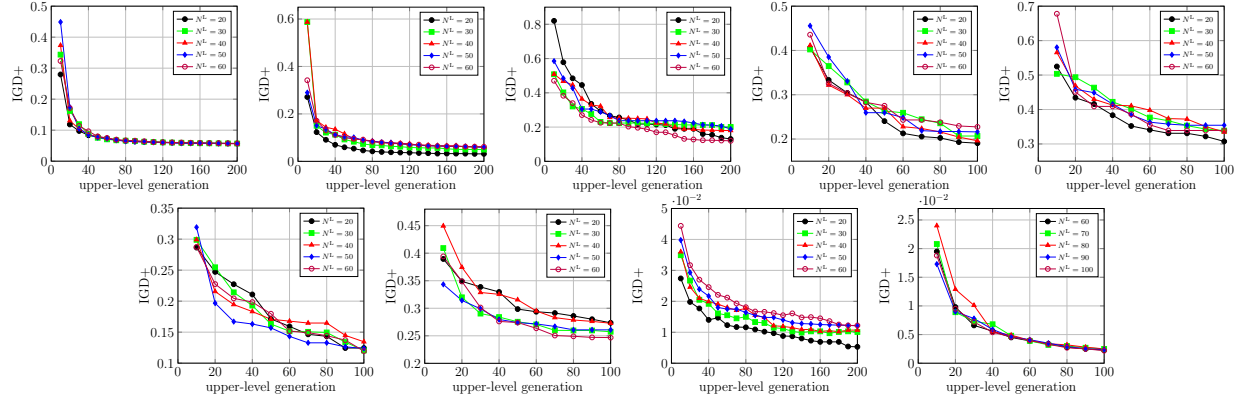 0.6
0.5
0.4
0.3
0.2
0.1
0
IGD+
0 40 80 120 160 200
upper-level generation
N^L = 20
N^L = 30
N^L = 40
N^L = 50
N^L = 60
0.6
0.4
0.2
0.0
IGD+
0 40 80 120 160 200
upper-level generation
N^L = 20
N^L = 30
N^L = 40
N^L = 50
N^L = 60
0.8
0.6
0.4
0.2
0
IGD+
0 40 80 120 160 200
upper-level generation
N^L = 20
N^L = 30
N^L = 40
N^L = 50
N^L = 60
0.5
0.4
0.3
0.2
IGD+
0 20 40 60 80 100
upper-level generation
N^L = 20
N^L = 30
N^L = 40
N^L = 50
N^L = 60
0.7
0.6
0.5
0.4
0.3
IGD+
0 20 40 60 80 100
upper-level generation
N^L = 20
N^L = 30
N^L = 40
N^L = 50
N^L = 60
0.35
0.3
0.25
0.2
0.15
0.1
IGD+
0 20 40 60 80 100
upper-level generation
N^L = 20
N^L = 30
N^L = 40
N^L = 50
N^L = 60
0.45
0.4
0.35
0.3
0.25
0.2
IGD+
0 20 40 60 80 100
upper-level generation
N^L = 20
N^L = 30
N^L = 40
N^L = 50
N^L = 60
·10^−2
5
4
3
2
1
0
IGD+
0 40 80 120 160 200
upper-level generation
N^L = 20
N^L = 30
N^L = 40
N^L = 50
N^L = 60
·10^−2
2.5
2.0
1.5
1.0
0.5
0.0
IGD+
0 20 40 60 80 100
upper-level generation
N^L = 60
N^L = 70
N^L = 80
N^L = 90
N^L = 100